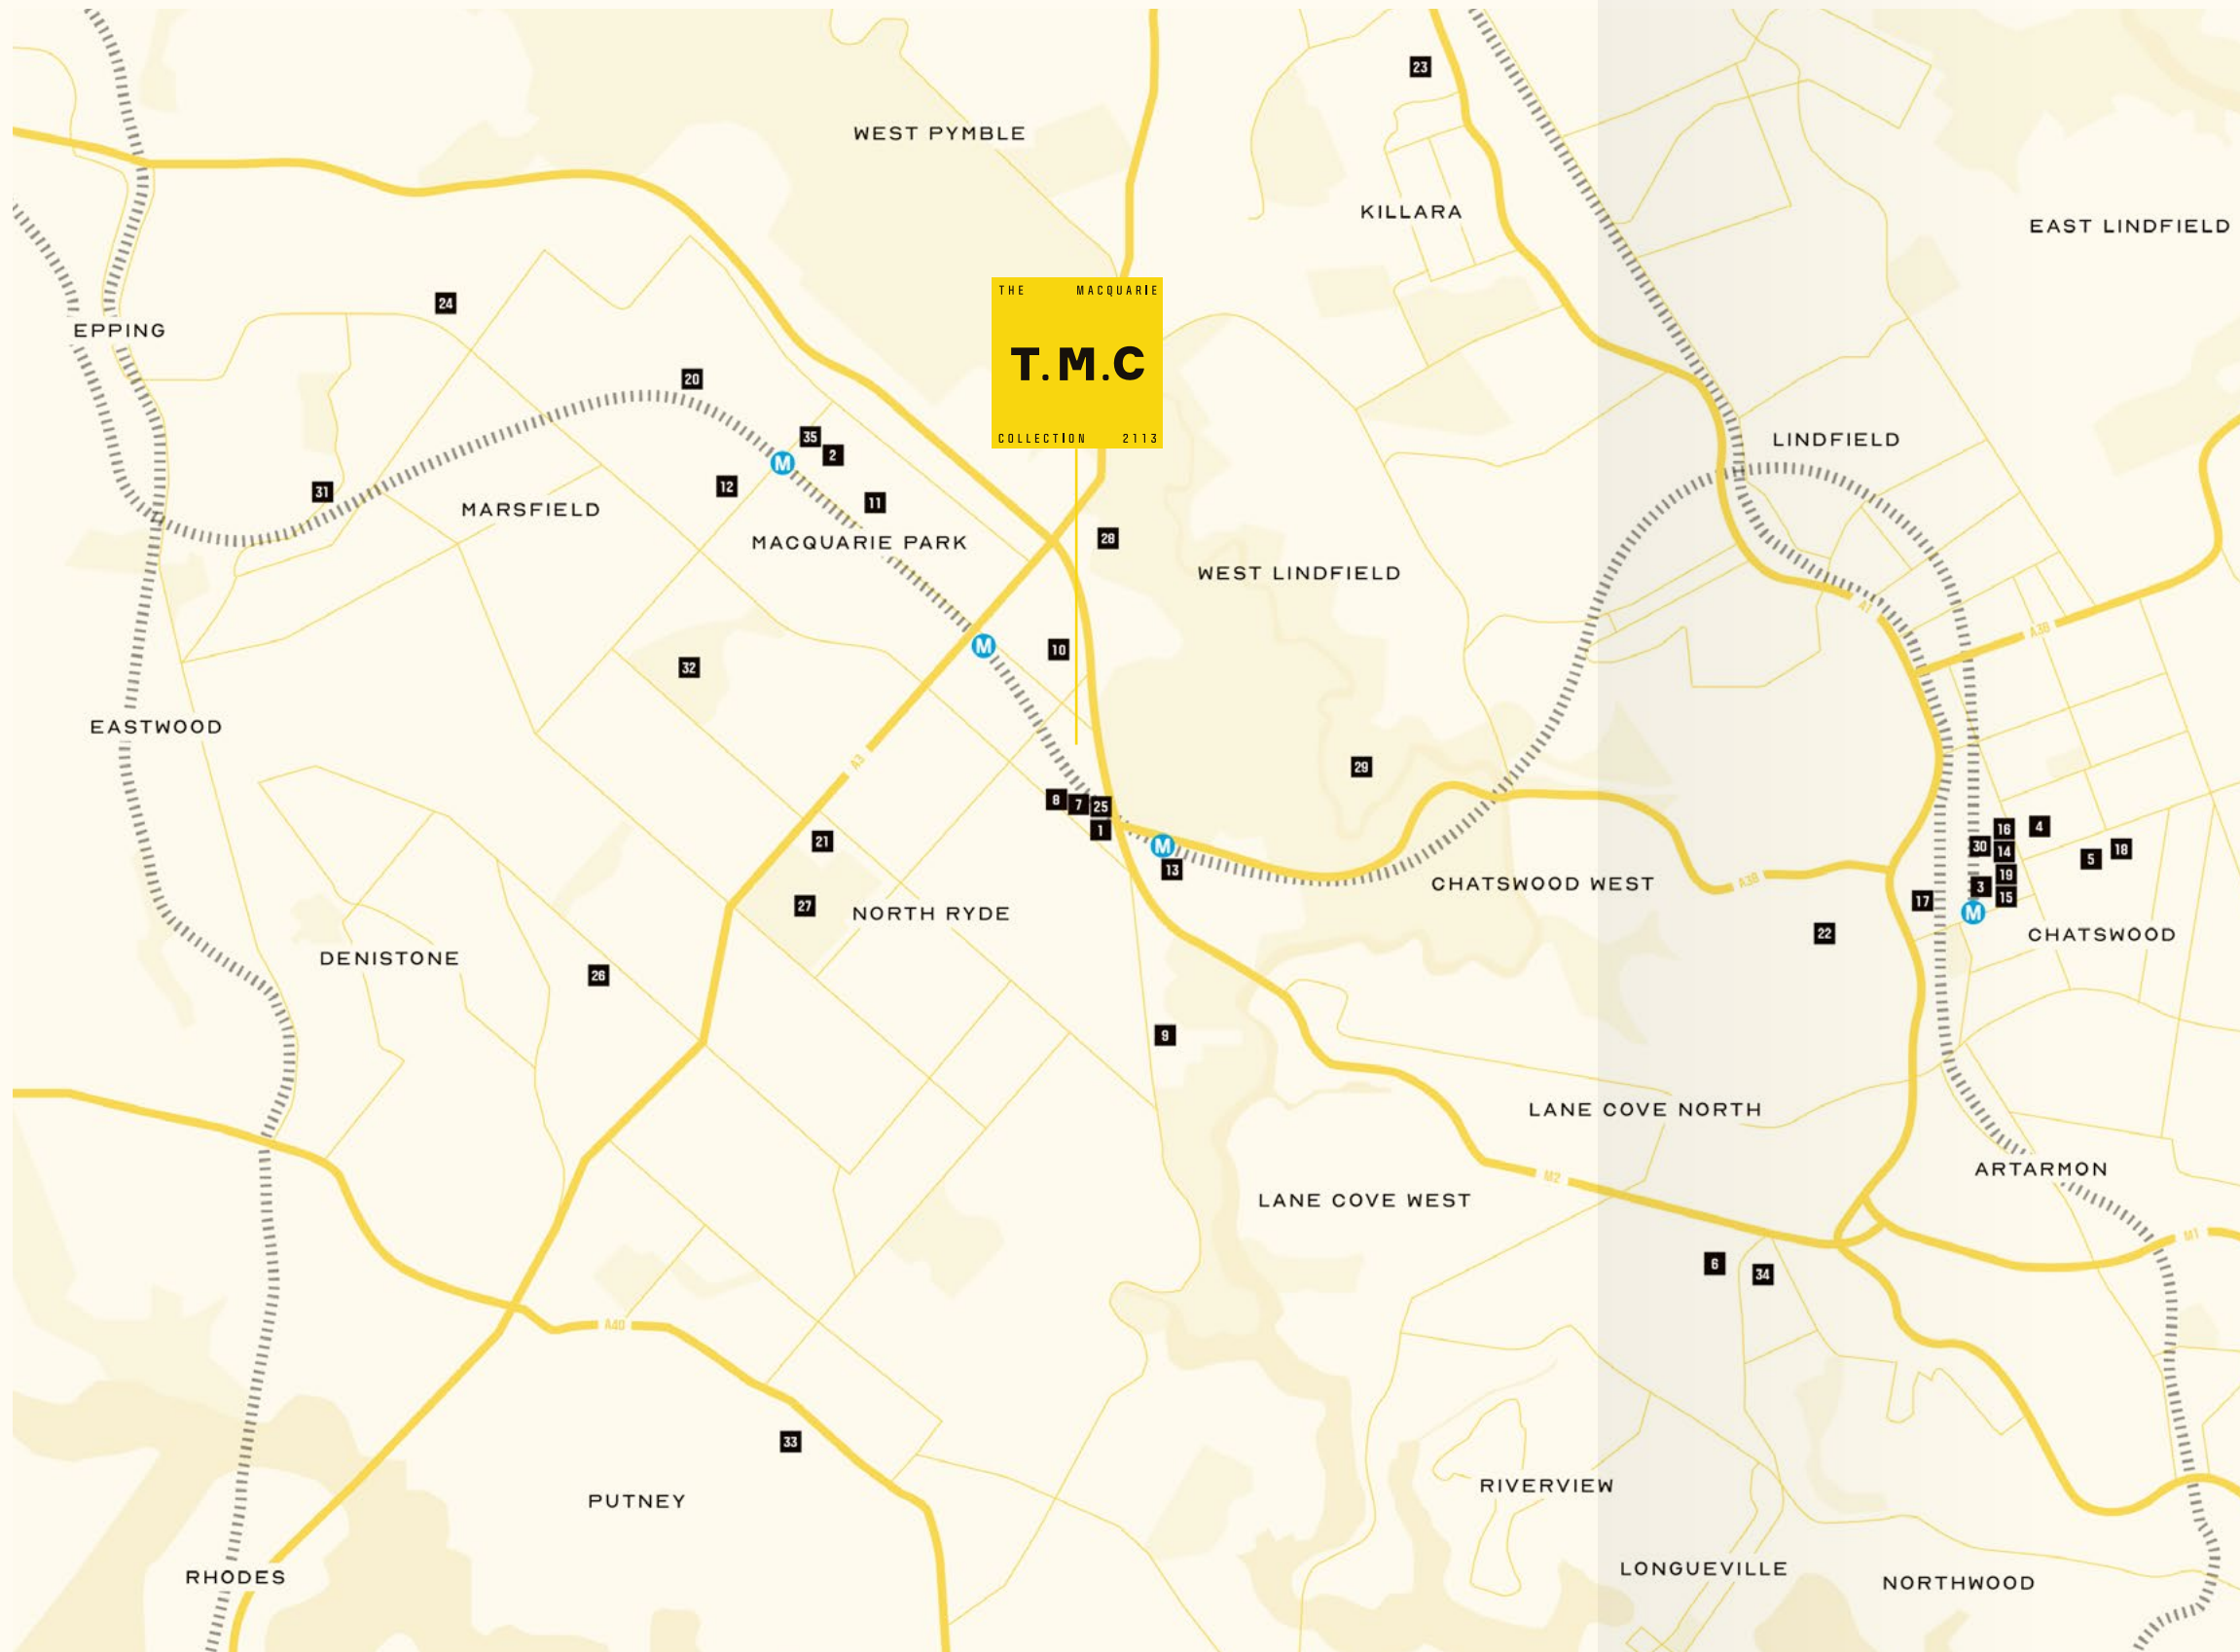 23
WEST PYMBLE
KILLARA
EAST LINDFIELD
THE MACQUARIE
T.M.C
COLLECTION 2113
24
EPPING
20
35
2
M
LINDFIELD
12
31
11
MARSFIELD
MACQUARIE PARK
28
WEST LINDFIELD
A1
A38
M
10
32
EASTWOOD
A3
29
8
7
25
1
21
M
13
16
4
30
14
18
5
19
3
15
17
M
CHATSWOOD WEST
A38
27
NORTH RYDE
22
CHATSWOOD
DENISTONE
26
9
LANE COVE NORTH
ARTARMON
M2
LANE COVE WEST
M1
6
34
A40
33
RIVERVIEW
PUTNEY
LONGUEVILLE
RHODES
NORTHWOOD